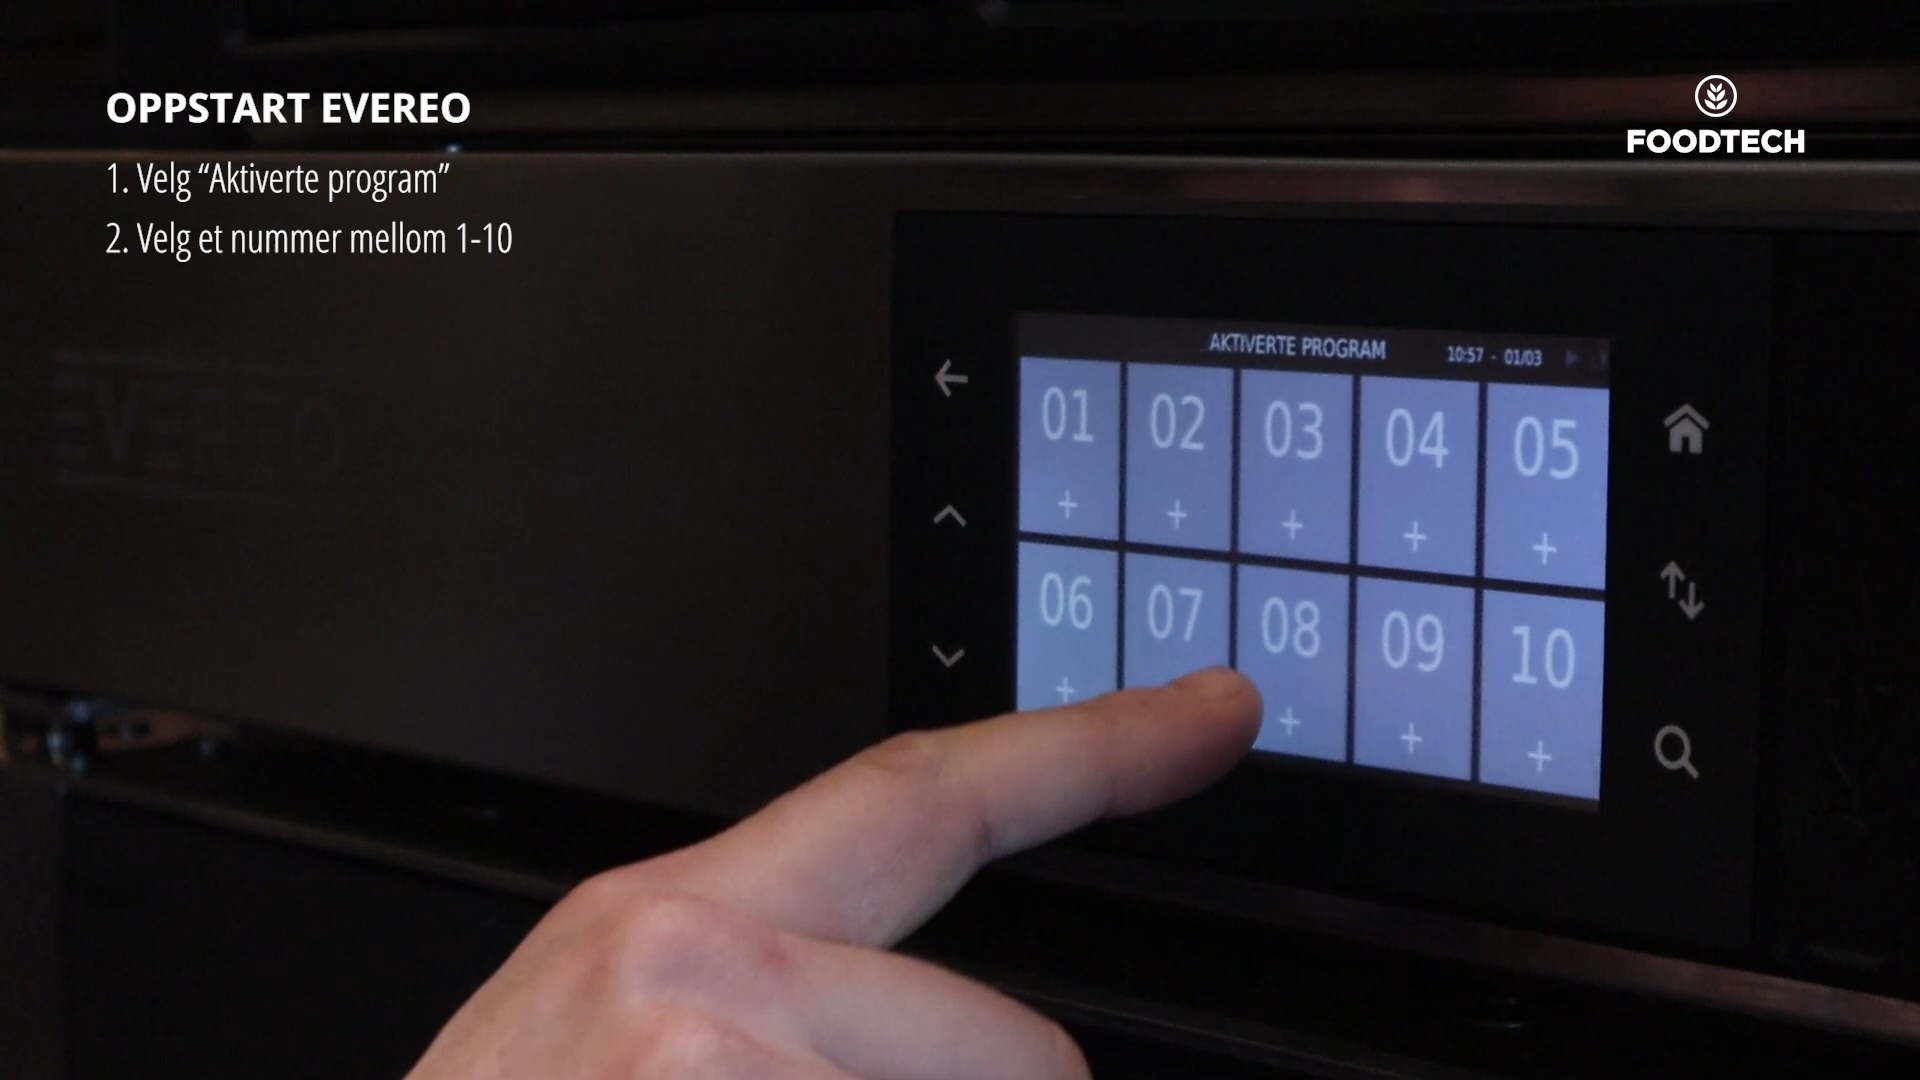 OPPSTART EVEREO
1. Velg “Aktiverte program”
2. Velg et nummer mellom 1-10
FOODTECH
EVEREO
AKTIVERTE PROGRAM 10:57 - 01/03
01 02 03 04 05
+ + + + +
06 07 08 09 10
+ + + +